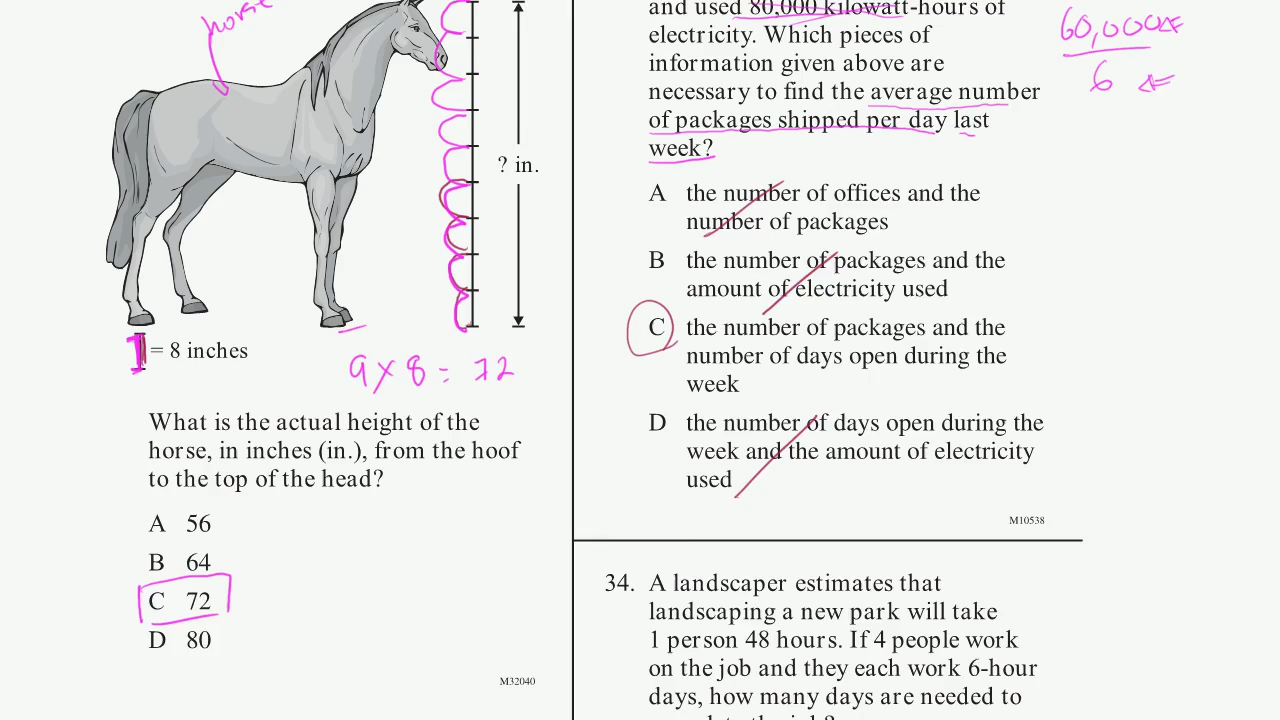 horse
? in.
= 8 inches
9 x 8 = 72
What is the actual height of the
horse, in inches (in.), from the hoof
to the top of the head?
A 56
B 64
C 72
D 80
M32040
and used 80,000 kilowatt-hours of
electricity. Which pieces of
information given above are
necessary to find the average number
of packages shipped per day last
week?
60,000
6
A the number of offices and the
number of packages
B the number of packages and the
amount of electricity used
C the number of packages and the
number of days open during the
week
D the number of days open during the
week and the amount of electricity
used
M10538
34. A landscaper estimates that
landscaping a new park will take
1 person 48 hours. If 4 people work
on the job and they each work 6-hour
days, how many days are needed to